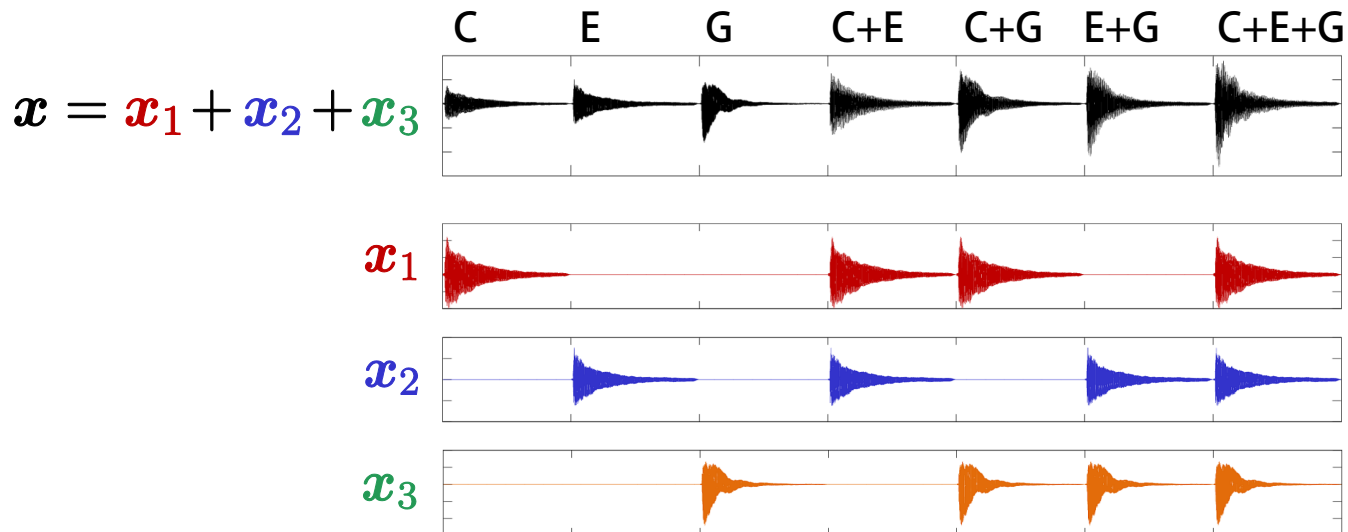 C E G C+E C+G E+G C+E+G
x = x₁ + x₂ + x₃
x₁
x₂
x₃